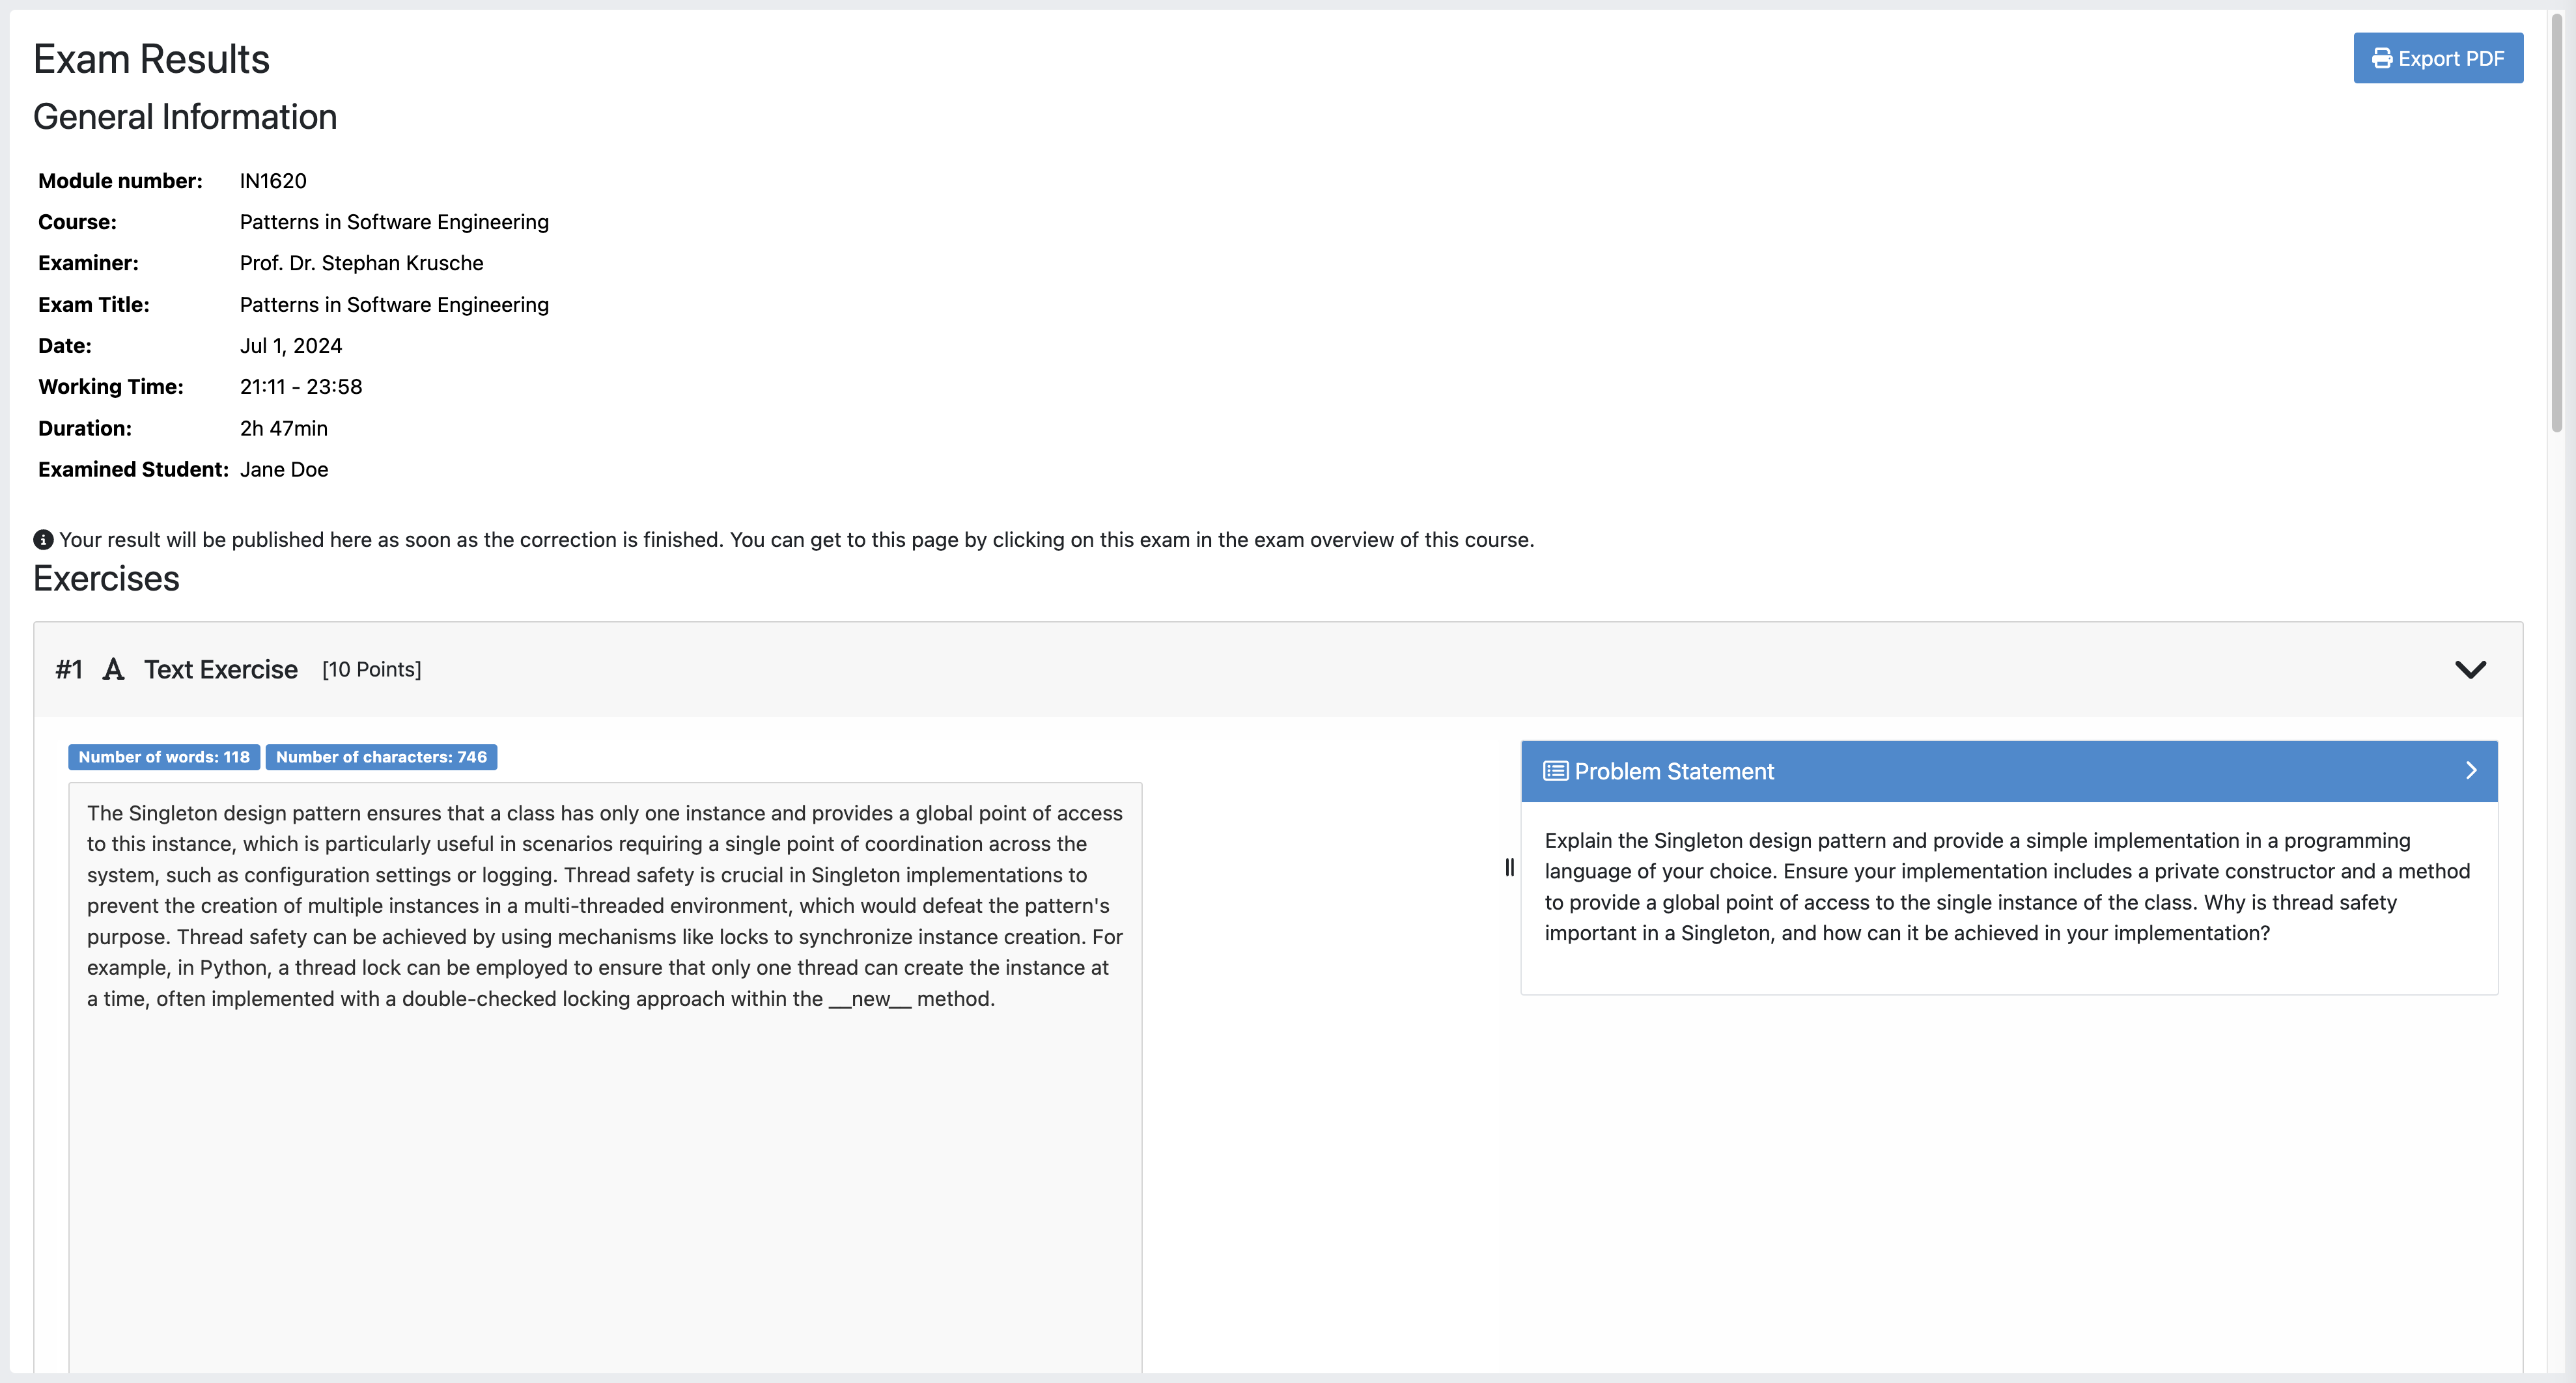 Exam Results
Export PDF
General Information
Module number: IN1620
Course: Patterns in Software Engineering
Examiner: Prof. Dr. Stephan Krusche
Exam Title: Patterns in Software Engineering
Date: Jul 1, 2024
Working Time: 21:11 - 23:58
Duration: 2h 47min
Examined Student: Jane Doe
Your result will be published here as soon as the correction is finished. You can get to this page by clicking on this exam in the exam overview of this course.
Exercises
#1 A Text Exercise [10 Points]
Number of words: 118 Number of characters: 746
The Singleton design pattern ensures that a class has only one instance and provides a global point of access
to this instance, which is particularly useful in scenarios requiring a single point of coordination across the
system, such as configuration settings or logging. Thread safety is crucial in Singleton implementations to
prevent the creation of multiple instances in a multi-threaded environment, which would defeat the pattern's
purpose. Thread safety can be achieved by using mechanisms like locks to synchronize instance creation. For
example, in Python, a thread lock can be employed to ensure that only one thread can create the instance at
a time, often implemented with a double-checked locking approach within the __new__ method.
Problem Statement
Explain the Singleton design pattern and provide a simple implementation in a programming
language of your choice. Ensure your implementation includes a private constructor and a method
to provide a global point of access to the single instance of the class. Why is thread safety
important in a Singleton, and how can it be achieved in your implementation?